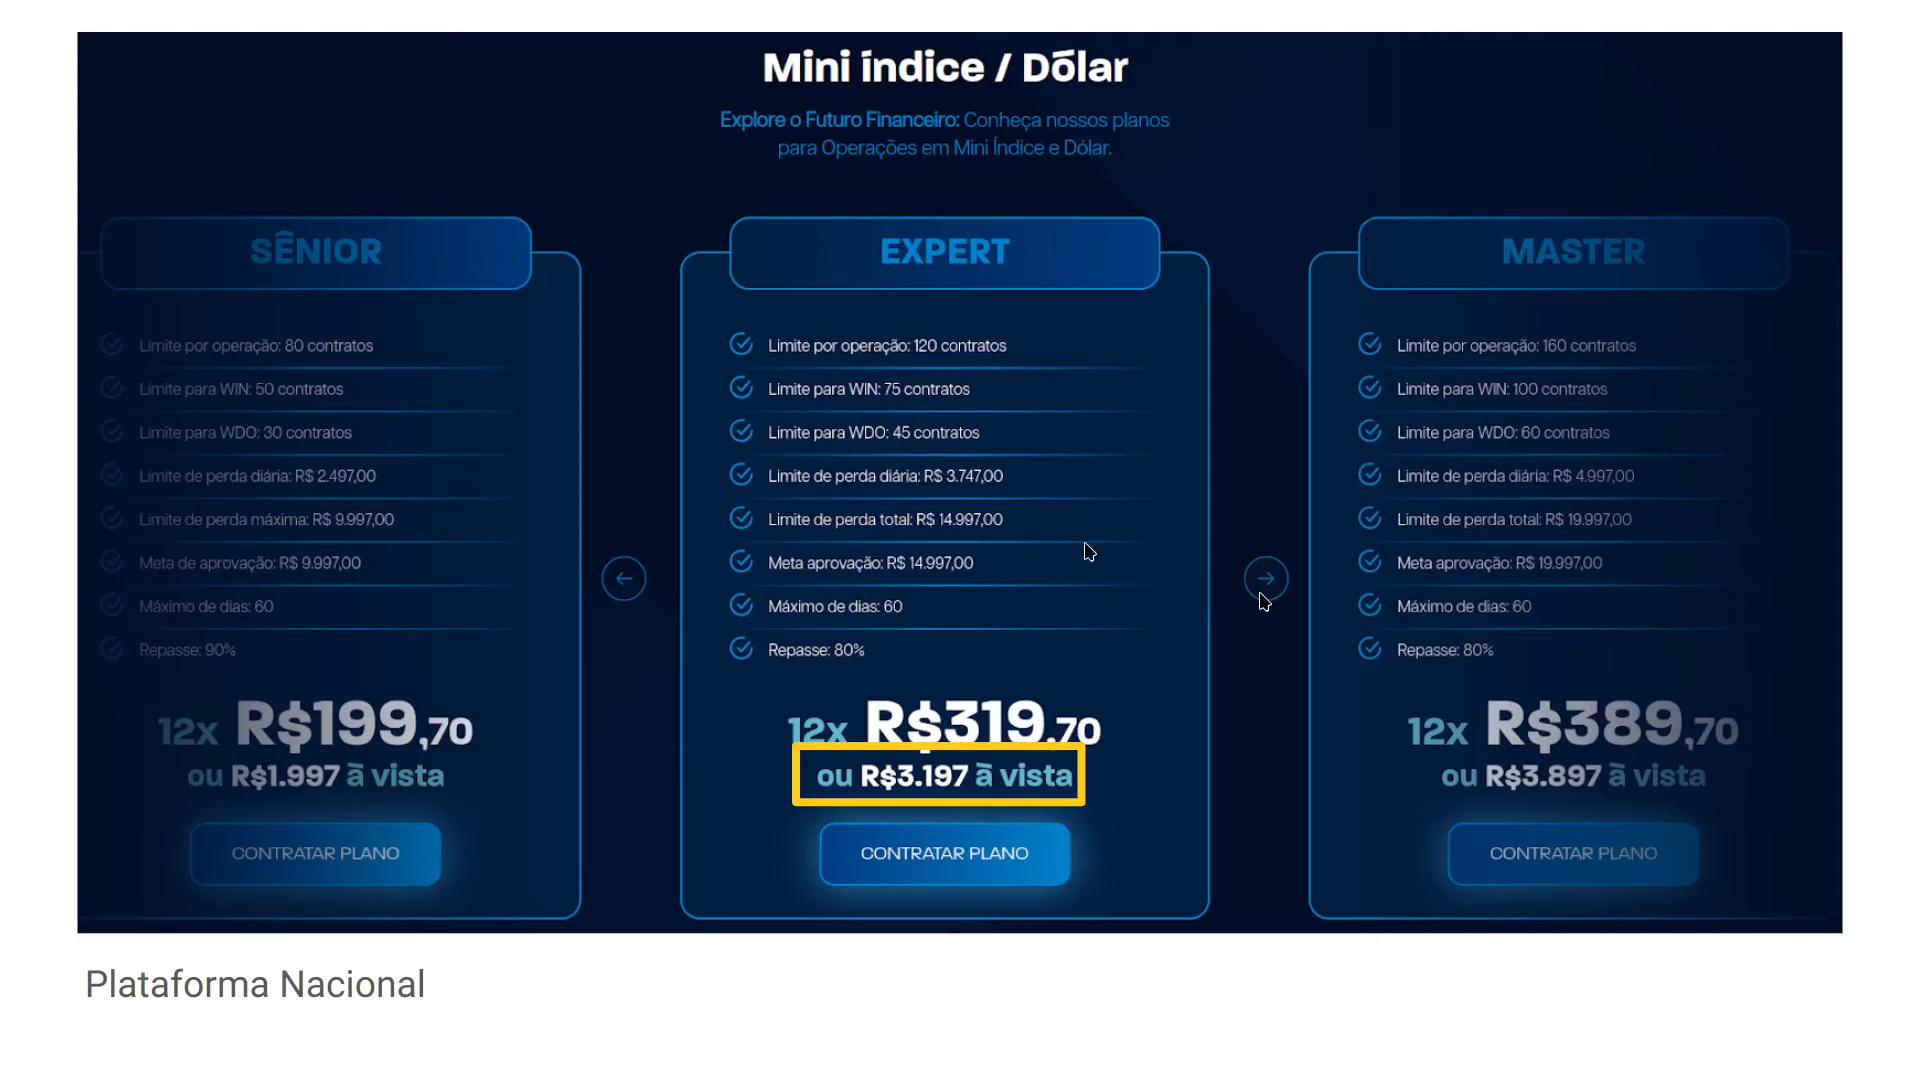 Mini índice / Dólar
Explore o Futuro Financeiro: Conheça nossos planos
para Operações em Mini Índice e Dólar.
SÊNIOR
Limite por operação: 80 contratos
Limite para WIN: 50 contratos
Limite para WDO: 30 contratos
Limite de perda diária: R$ 2.497,00
Limite de perda máxima: R$ 9.997,00
Meta de aprovação: R$ 9.997,00
Máximo de dias: 60
Repasse: 90%
12x R$199,70
ou R$1.997 à vista
CONTRATAR PLANO
EXPERT
Limite por operação: 120 contratos
Limite para WIN: 75 contratos
Limite para WDO: 45 contratos
Limite de perda diária: R$ 3.747,00
Limite de perda total: R$ 14.997,00
Meta aprovação: R$ 14.997,00
Máximo de dias: 60
Repasse: 80%
12x R$319,70
ou R$3.197 à vista
CONTRATAR PLANO
MASTER
Limite por operação: 160 contratos
Limite para WIN: 100 contratos
Limite para WDO: 60 contratos
Limite de perda diária: R$ 4.997,00
Limite de perda total: R$ 19.997,00
Meta aprovação: R$ 19.997,00
Máximo de dias: 60
Repasse: 80%
12x R$389,70
ou R$3.897 à vista
CONTRATAR PLANO
Plataforma Nacional